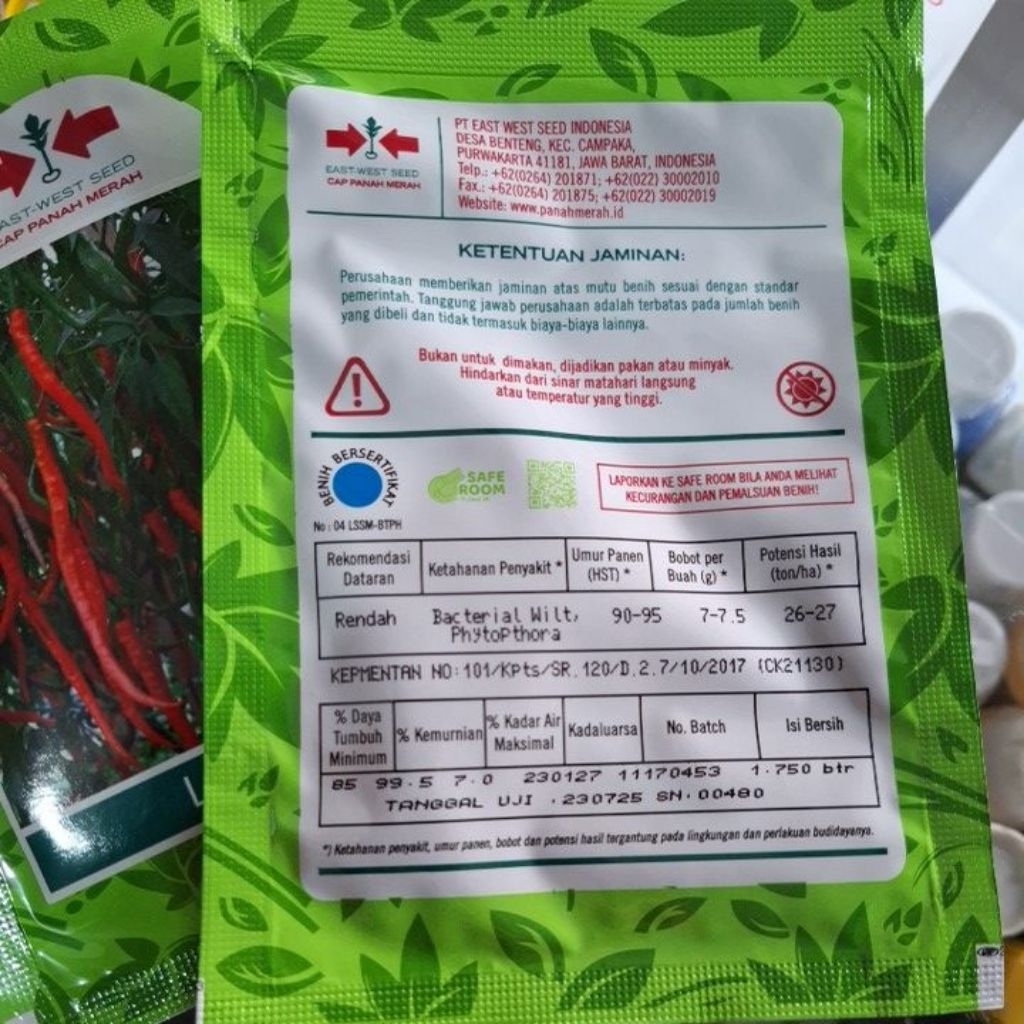 EAST-WEST SEED
CAP PANAH MERAH
EAST-WEST SEED
CAP PANAH MERAH
PT EAST WEST SEED INDONESIA
DESA BENTENG, KEC. CAMPAKA,
PURWAKARTA 41181, JAWA BARAT, INDONESIA
Telp.: +62(0264) 201871; +62(022) 30002010
Fax.: +62(0264) 201875; +62(022) 30002019
Website: www.panahmerah.id
KETENTUAN JAMINAN:
Perusahaan memberikan jaminan atas mutu benih sesuai dengan standar
pemerintah. Tanggung jawab perusahaan adalah terbatas pada jumlah benih
yang dibeli dan tidak termasuk biaya-biaya lainnya.
Bukan untuk dimakan, dijadikan pakan atau minyak.
Hindarkan dari sinar matahari langsung
atau temperatur yang tinggi.
BENIH BERSERTIFIKAT
No : 04 LSSM-BTPH
SAFE
ROOM
LAPORKAN KE SAFE ROOM BILA ANDA MELIHAT
KECURANGAN DAN PEMALSUAN BENIH!
Rekomendasi Dataran Ketahanan Penyakit * Umur Panen (HST) * Bobot per Buah (g) * Potensi Hasil (ton/ha) *
Rendah Bacterial Wilt, 90-95 7-7.5 26-27
PhytoPthora
KEPMENTAN NO:101/Kpts/SR.120/D.2.7/10/2017 (CK21130)
% Daya Tumbuh Minimum % Kemurnian % Kadar Air Maksimal Kadaluarsa No. Batch Isi Bersih
85 99.5 7.0 230127 11170453 1.750 btr
TANGGAL UJI .230725 SN.00480
*) Ketahanan penyakit, umur panen, bobot dan potensi hasil tergantung pada lingkungan dan perlakuan budidayanya.